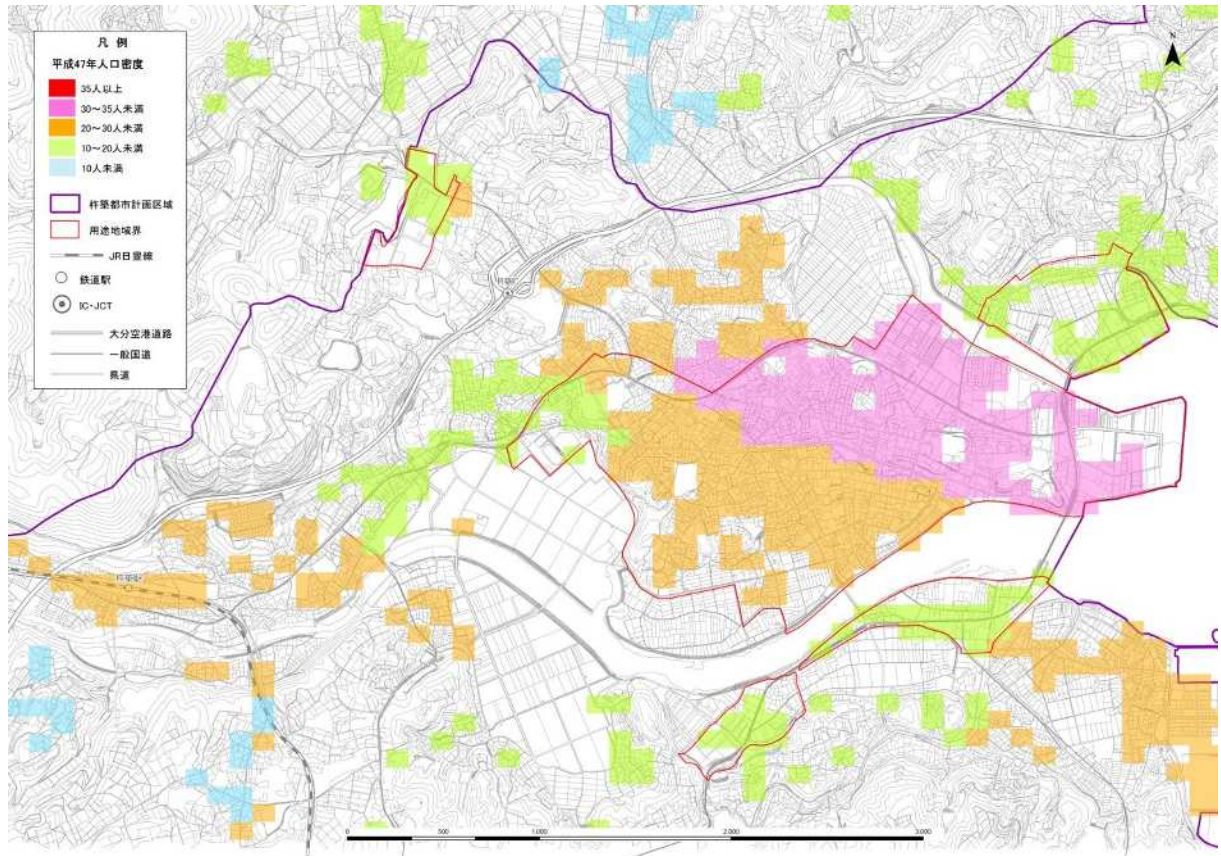 凡 例
平成47年人口密度
35人以上
30～35人未満
20～30人未満
10～20人未満
10人未満
杵築都市計画区域
用途地域界
JR日豊線
鉄道駅
IC・JCT
大分空港道路
一般国道
県道
N
杵築駅
0 500 1,000 2,000 3,000